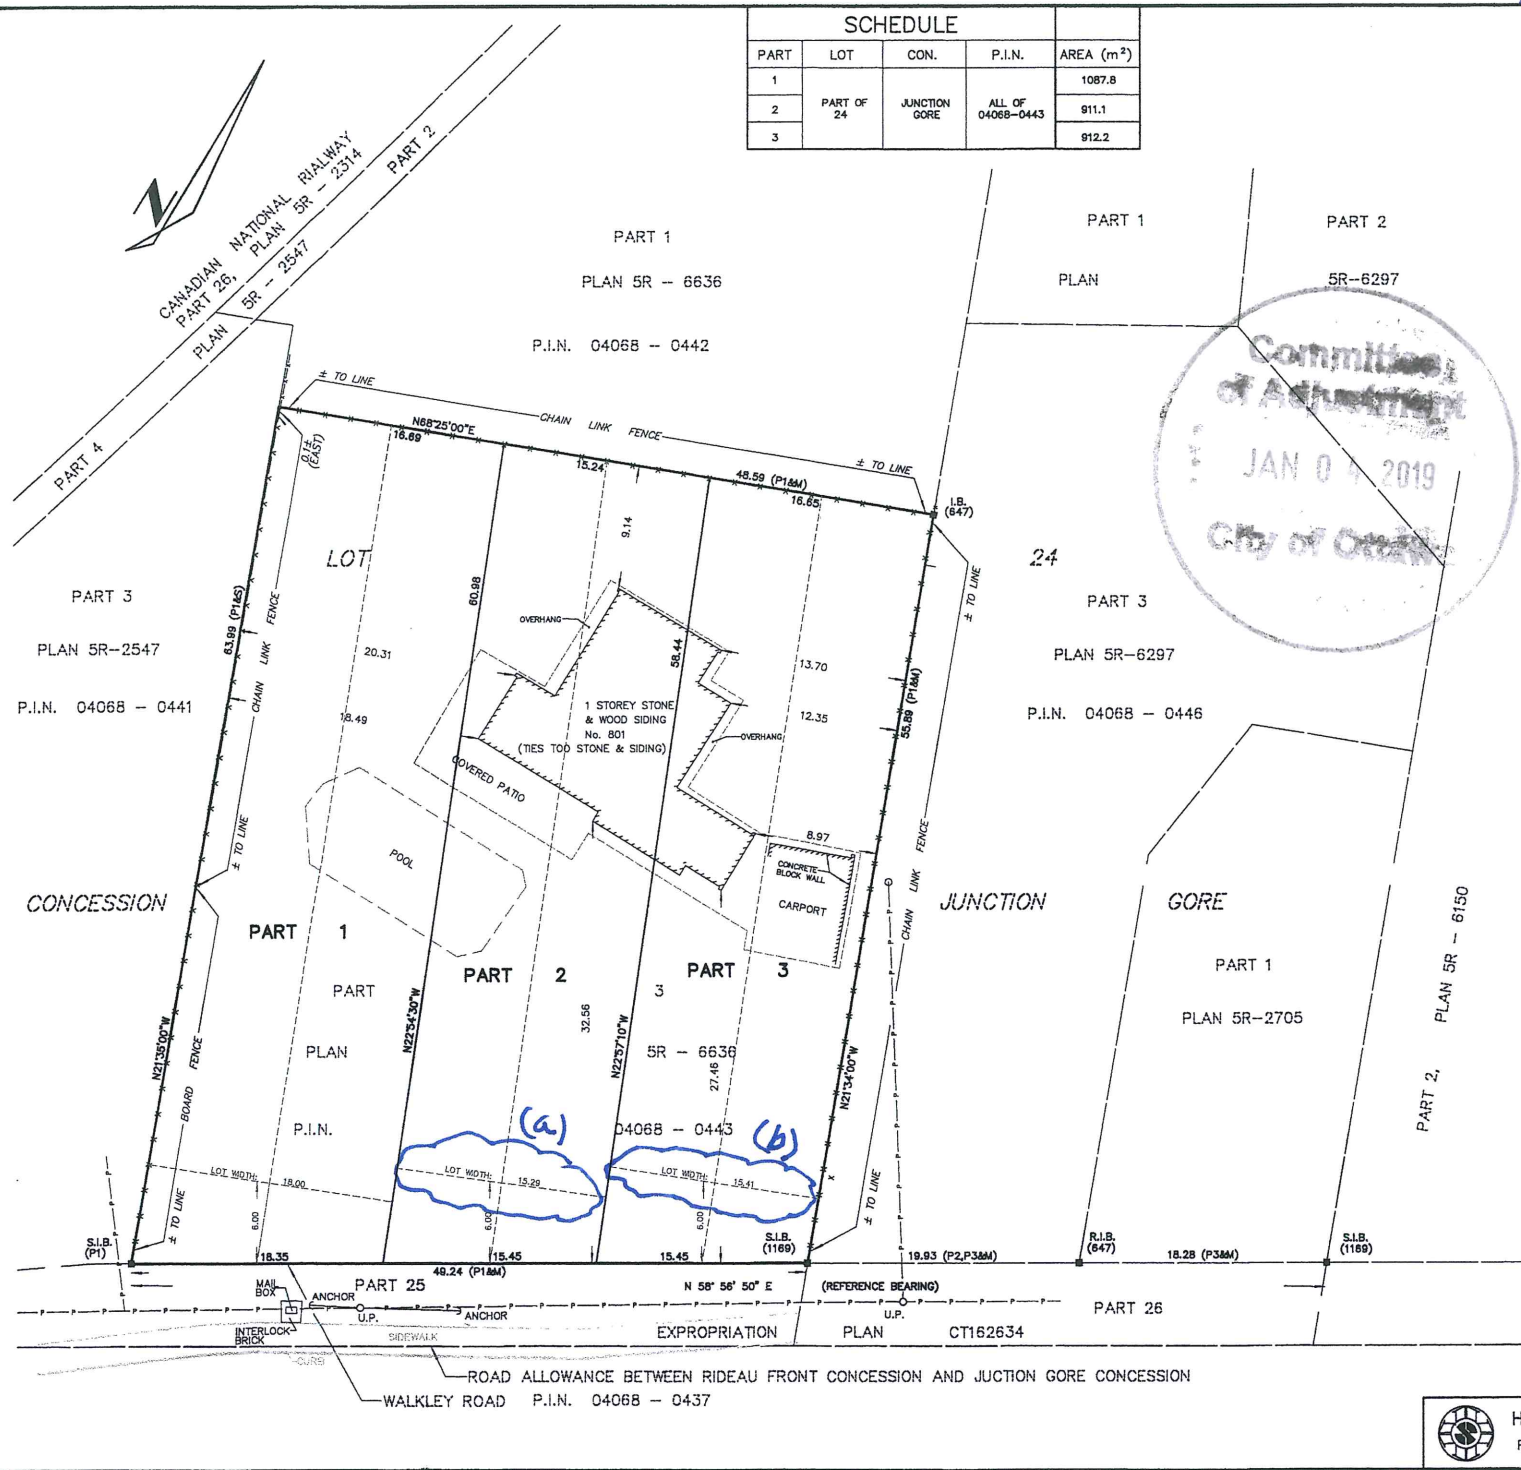 SCHEDULE
PART LOT CON. P.I.N. AREA (m²)
1 1087.8
2 PART OF 24 JUNCTION GORE ALL OF 04068-0443 911.1
3 912.2
N
CANADIAN NATIONAL RIALWAY
PART 26, PLAN 5R - 2314
PART 2
PLAN 5R - 2547
PART 4
PART 1
PLAN 5R - 6636
P.I.N. 04068 - 0442
PART 1
PLAN
PART 2
5R-6297
Committee
of Adjustment
JAN 0 4 2019
City of Ottawa
± TO LINE
N68°25'00"E
16.69
CHAIN LINK FENCE
15.24
48.59 (P1&M)
16.65
± TO LINE
I.B.
(647)
0.1±
(EAST)
LOT
24
9.14
60.98
58.44
OVERHANG
63.99 (P1&S)
CHAIN LINK FENCE
± TO LINE
PART 3
PLAN 5R-2547
P.I.N. 04068 - 0441
PART 3
PLAN 5R-6297
P.I.N. 04068 - 0446
20.31
18.49
13.70
12.35
55.89 (P1&M)
1 STOREY STONE
& WOOD SIDING
No. 801
(TIES TOO STONE & SIDING)
OVERHANG
COVERED PATIO
POOL
8.97
CONCRETE
BLOCK WALL
CARPORT
CHAIN LINK FENCE
± TO LINE
CONCESSION
JUNCTION
GORE
PART 1
PART 2
PART 3
PART
3
PLAN
5R - 6636
P.I.N.
04068 - 0443
32.56
27.46
N21°35'00"W
N22°54'30"W
N22°57'10"W
N21°34'00"W
BOARD FENCE
± TO LINE
± TO LINE
PART 1
PLAN 5R-2705
PART 2, PLAN 5R - 6150
(a)
(b)
LOT WIDTH: 18.00
LOT WIDTH: 15.29
LOT WIDTH: 15.41
6.00
6.00
6.00
S.I.B.
(P1)
S.I.B.
(1169)
R.I.B.
(647)
S.I.B.
(1169)
18.35
15.45
15.45
19.93 (P2,P3&M)
18.28 (P3&M)
49.24 (P1&M)
N 58° 56' 50" E (REFERENCE BEARING)
PART 25
PART 26
MAIL
BOX
ANCHOR
U.P.
ANCHOR
U.P.
INTERLOCK
BRICK
SIDEWALK
CURB
EXPROPRIATION PLAN CT162634
ROAD ALLOWANCE BETWEEN RIDEAU FRONT CONCESSION AND JUCTION GORE CONCESSION
WALKLEY ROAD P.I.N. 04068 - 0437